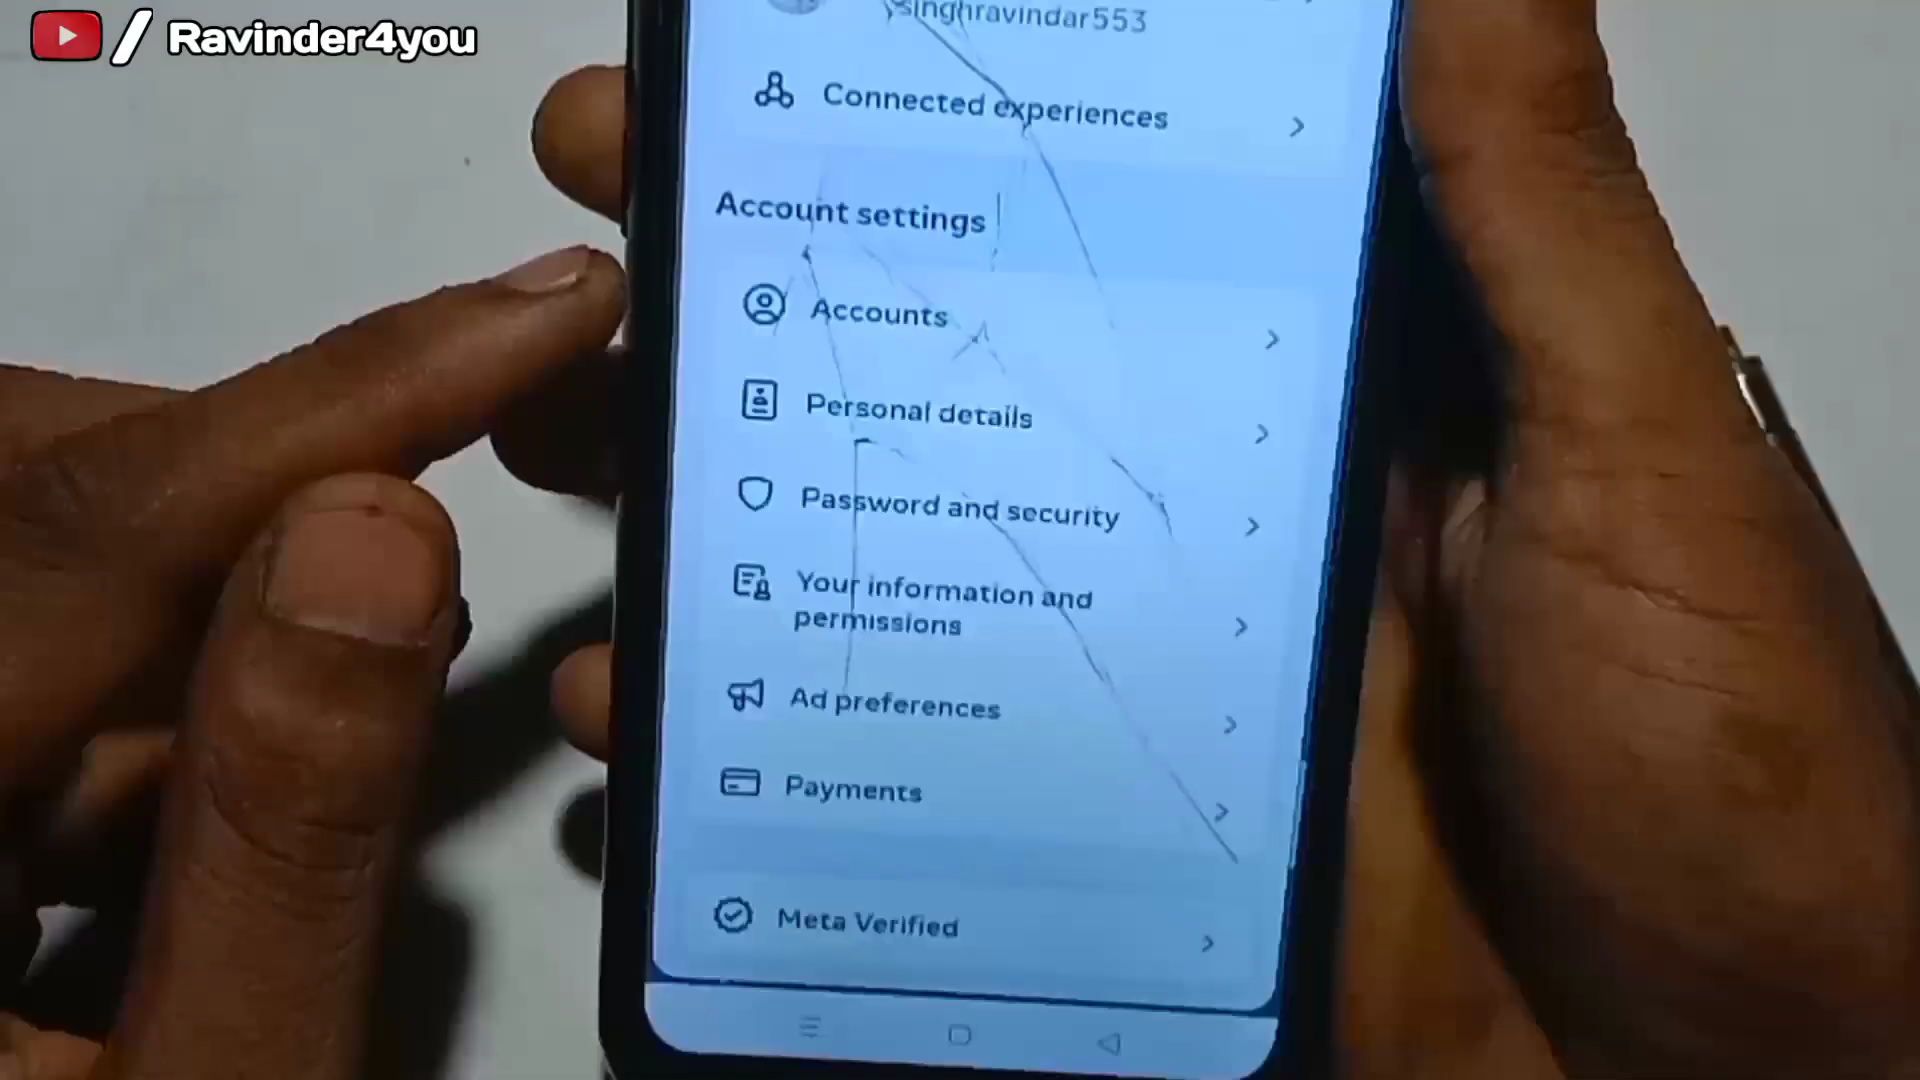 Ravinder4you
singhravindar553
Connected experiences
Account settings
Accounts
Personal details
Password and security
Your information and
permissions
Ad preferences
Payments
Meta Verified